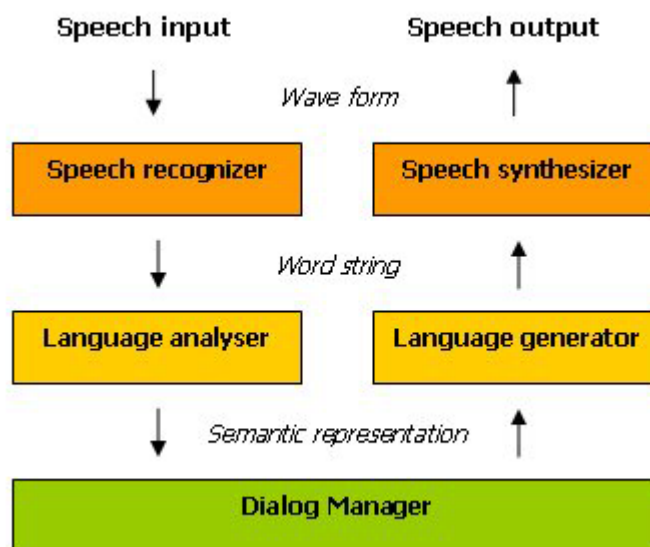 Speech input Speech output
Wave form
Speech recognizer Speech synthesizer
Word string
Language analyser Language generator
Semantic representation
Dialog Manager